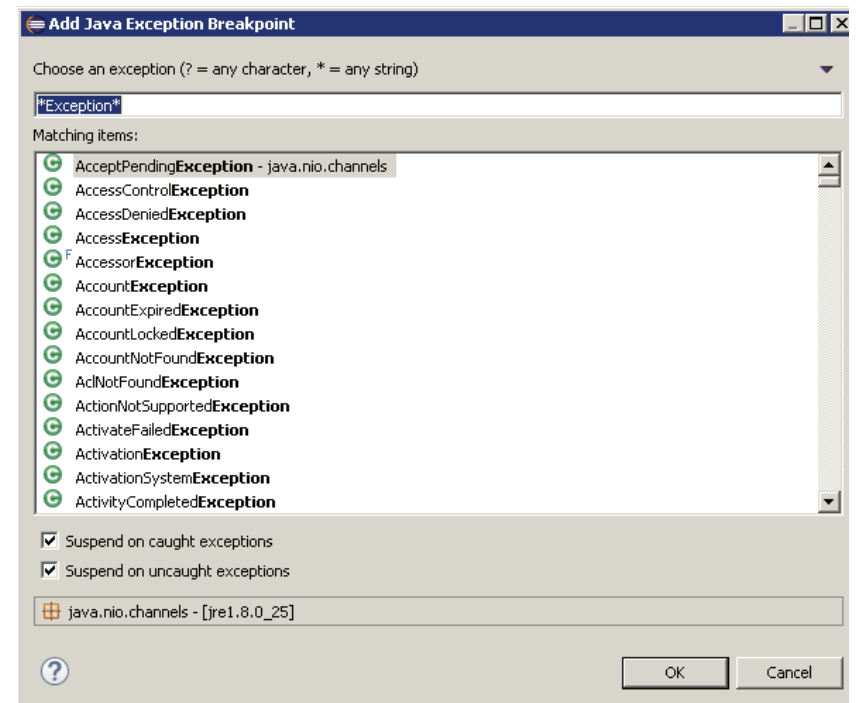 Add Java Exception Breakpoint
Choose an exception (? = any character, * = any string)
*Exception*
Matching items:
AcceptPendingException - java.nio.channels
AccessControlException
AccessDeniedException
AccessException
F AccessorException
AccountException
AccountExpiredException
AccountLockedException
AccountNotFoundException
AclNotFoundException
ActionNotSupportedException
ActivateFailedException
ActivationException
ActivationSystemException
ActivityCompletedException
Suspend on caught exceptions
Suspend on uncaught exceptions
java.nio.channels - [jre1.8.0_25]
? OK Cancel